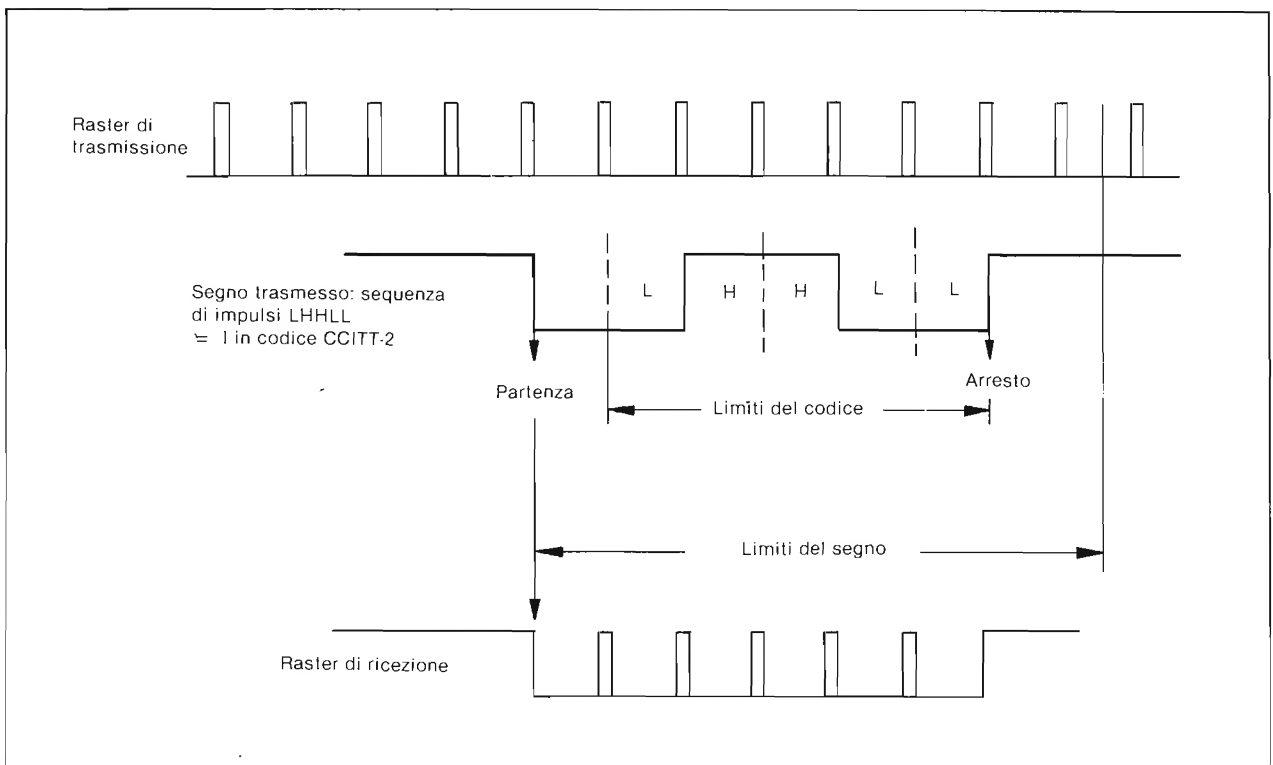 Raster di
trasmissione
Segno trasmesso: sequenza
di impulsi LHHLL
≒ I in codice CCITT-2
L
H
H
L
L
Partenza
Arresto
Limiti del codice
Limiti del segno
Raster di ricezione